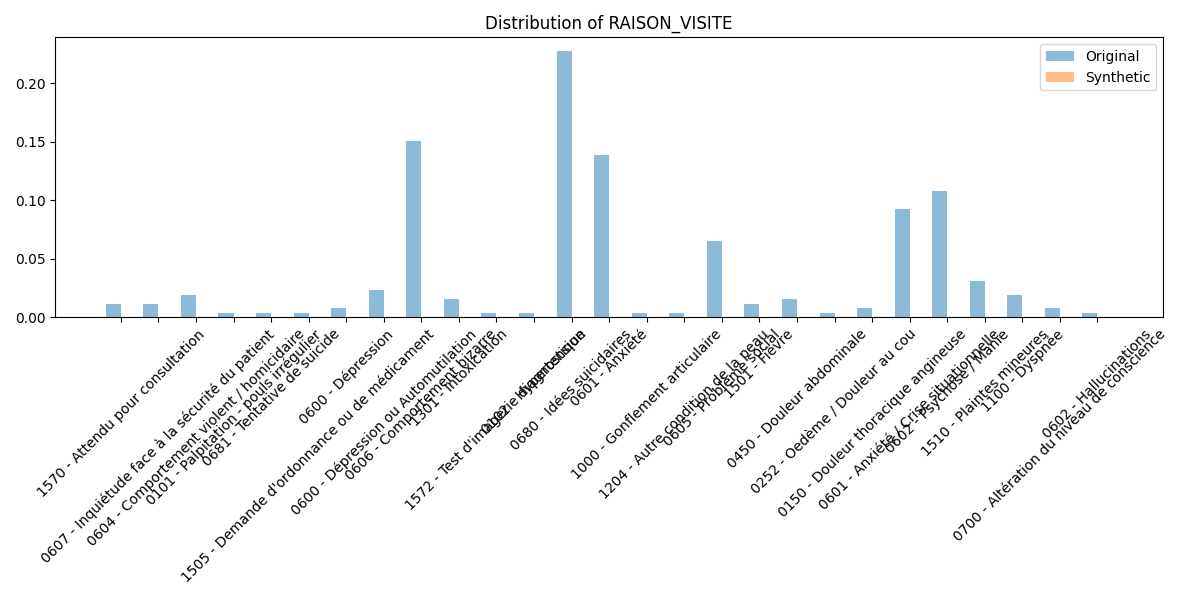 Distribution of RAISON_VISITE
Original
Synthetic
0.20
0.15
0.10
0.05
0.00
1570 - Attendu pour consultation
0607 - Inquiétude face à la sécurité du patient
0604 - Comportement violent / homicidaire
0101 - Palpitation / pouls irrégulier
0681 - Tentative de suicide
1505 - Demande d'ordonnance ou de médicament
0600 - Dépression
0600 - Dépression ou Automutilation
0606 - Comportement bizarre
1301 - Intoxication
1572 - Test d'imagerie diagnostique
0102 - Hypertension
0680 - Idées suicidaires
0601 - Anxiété
1000 - Gonflement articulaire
1204 - Autre condition de la peau
0605 - Problème social
1501 - Fièvre
0450 - Douleur abdominale
0252 - Oedème / Douleur au cou
0150 - Douleur thoracique angineuse
0601 - Anxiété / Crise situationnelle
0602 - Psychose / Manie
1510 - Plaintes mineures
1100 - Dyspnée
0700 - Altération du niveau de conscience
0602 - Hallucinations